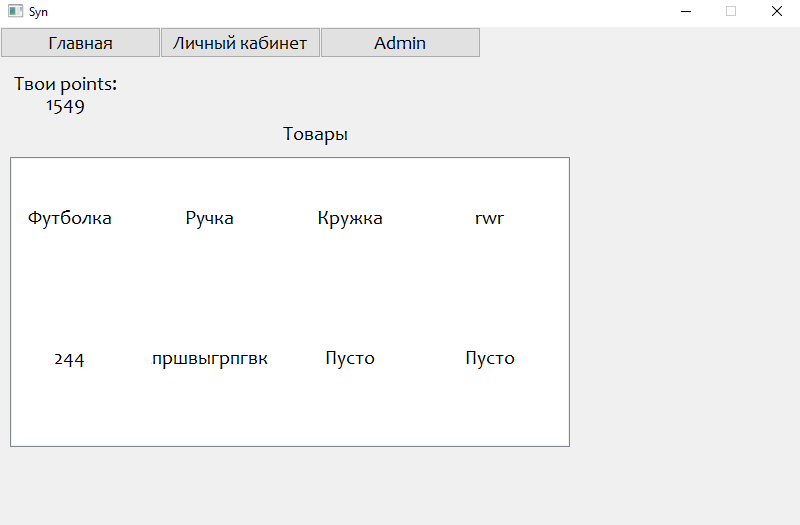 Syn
Главная Личный кабинет Admin
Твои points:
1549
Товары
Футболка Ручка Кружка rwr
244 пршвыгрпгвк Пусто Пусто